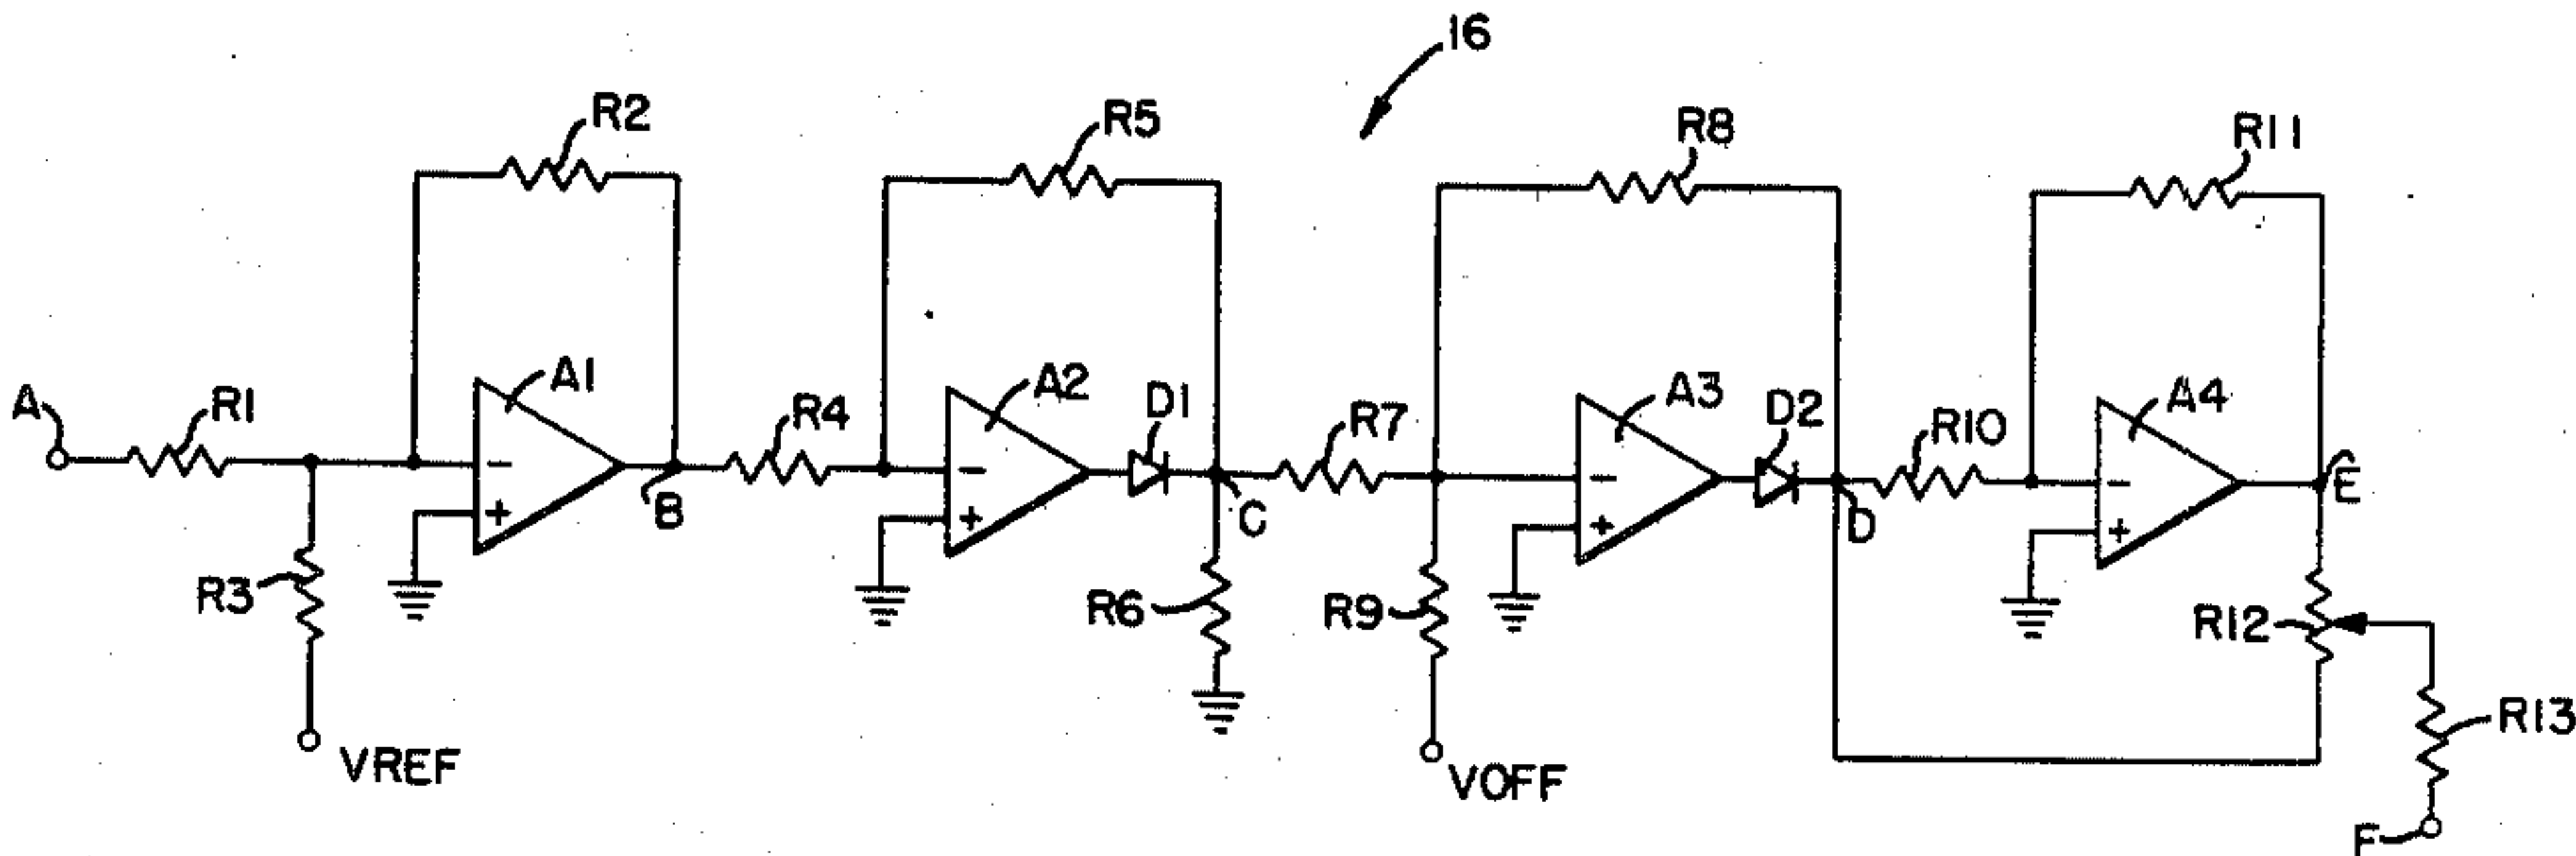 16
R2
R5
R8
R11
A
R1
A1
B
R4
A2
D1
C
R7
A3
D2
D
R10
A4
E
R3
VREF
R6
R9
VOFF
R12
R13
F
-
+
-
+
-
+
-
+